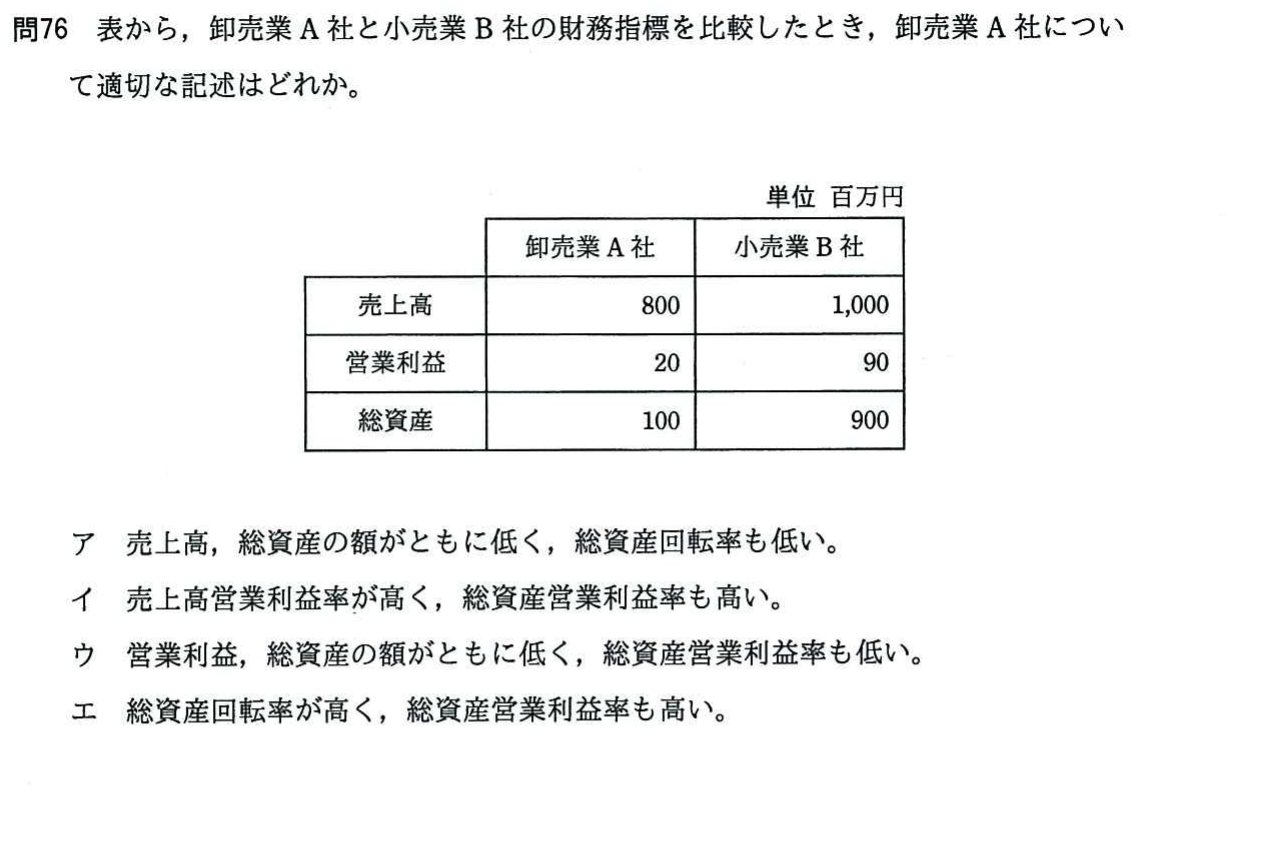 問76 表から，卸売業 A 社と小売業 B 社の財務指標を比較したとき，卸売業 A 社につい
て適切な記述はどれか。
単位 百万円
卸売業 A 社 小売業 B 社
売上高 800 1,000
営業利益 20 90
総資産 100 900
ア 売上高，総資産の額がともに低く，総資産回転率も低い。
イ 売上高営業利益率が高く，総資産営業利益率も高い。
ウ 営業利益，総資産の額がともに低く，総資産営業利益率も低い。
エ 総資産回転率が高く，総資産営業利益率も高い。